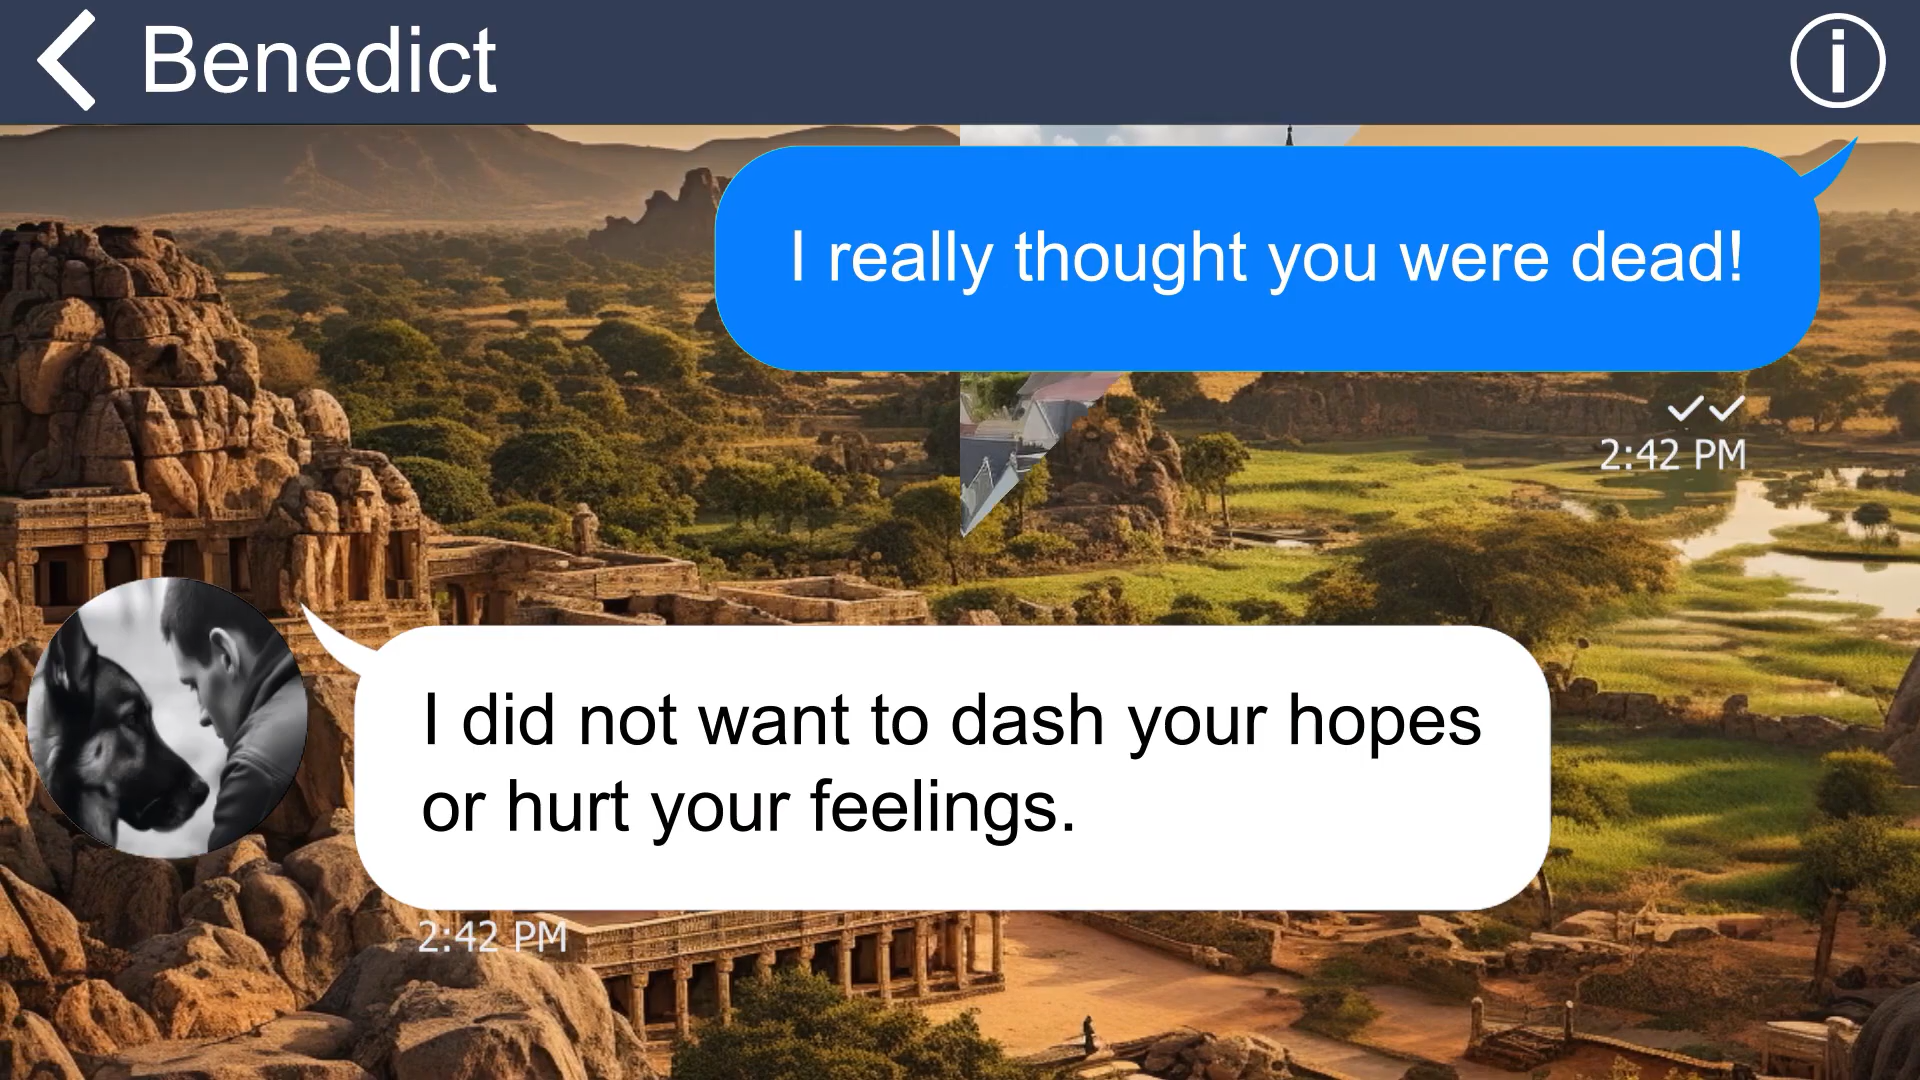 Benedict
I really thought you were dead!
2:42 PM
I did not want to dash your hopes
or hurt your feelings.
2:42 PM